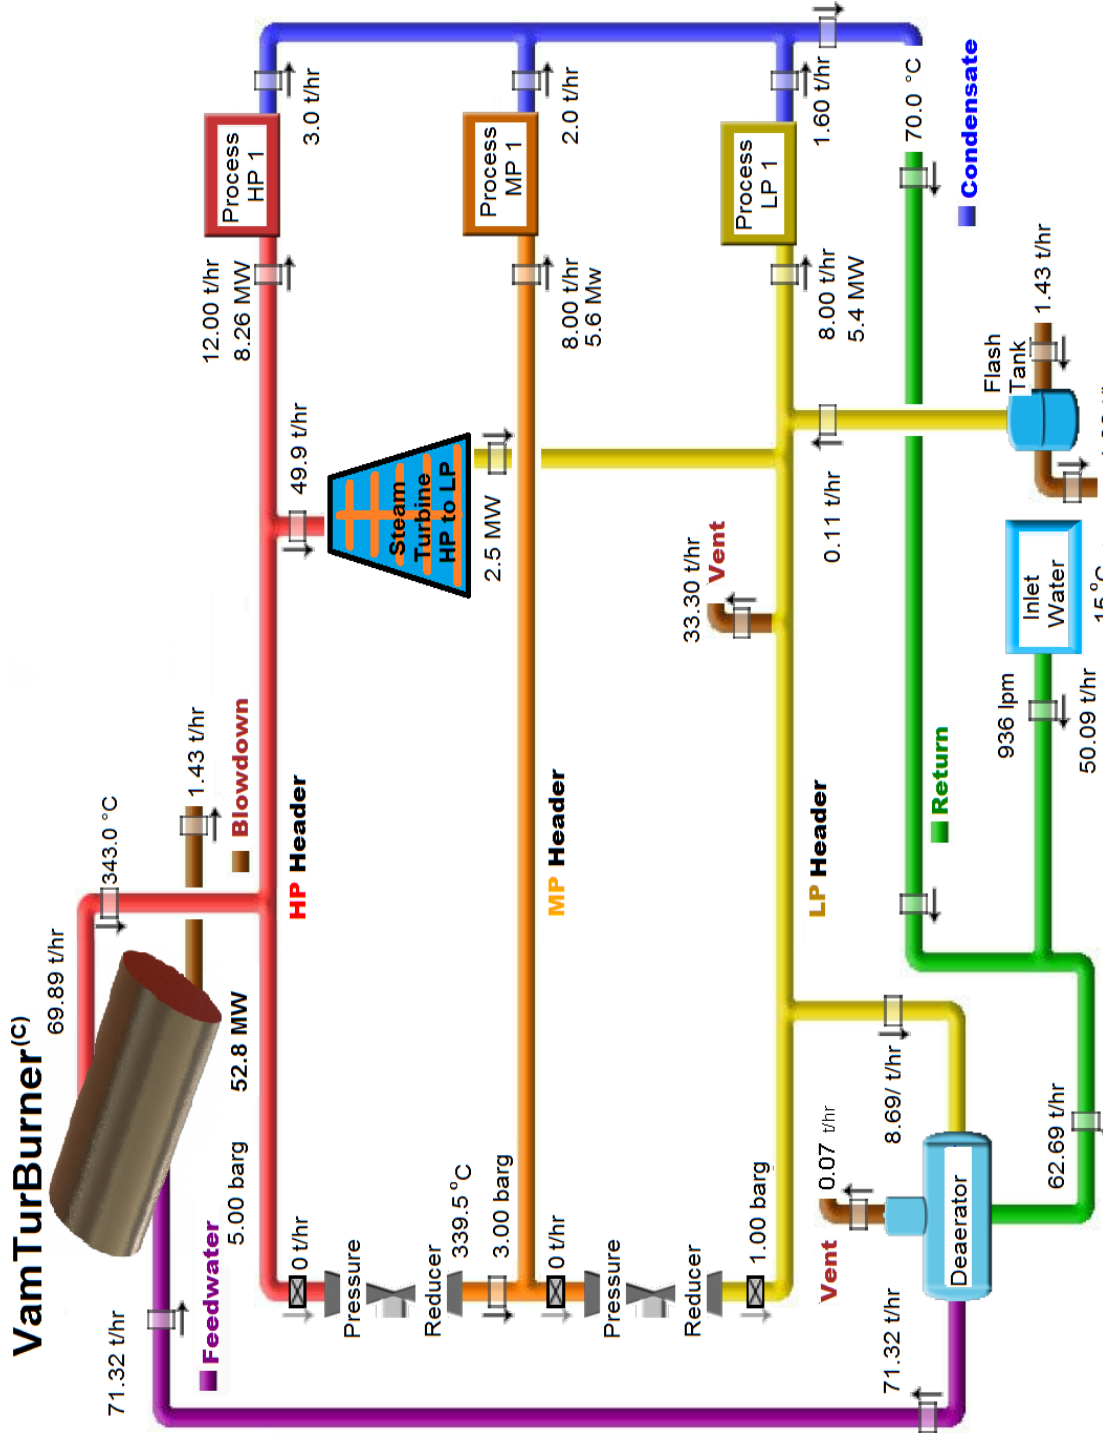 VamTurBurner(C)
69.89 t/hr
343.0 °C
1.43 t/hr
Blowdown
52.8 MW
71.32 t/hr
Feedwater
5.00 barg
HP Header
49.9 t/hr
12.00 t/hr
8.26 MW
Process
HP 1
3.0 t/hr
0 t/hr
Pressure
Reducer
339.5 °C
3.00 barg
MP Header
Steam
Turbine
HP to LP
2.5 MW
8.00 t/hr
5.6 Mw
Process
MP 1
2.0 t/hr
0 t/hr
Pressure
Reducer
1.00 barg
LP Header
33.30 t/hr
Vent
0.11 t/hr
8.00 t/hr
5.4 MW
Process
LP 1
1.60 t/hr
70.0 °C
Condensate
Vent
0.07 t/hr
8.69/ t/hr
71.32 t/hr
Deaerator
62.69 t/hr
Return
936 lpm
50.09 t/hr
Inlet
Water
15 °C
Flash
Tank
1.43 t/hr